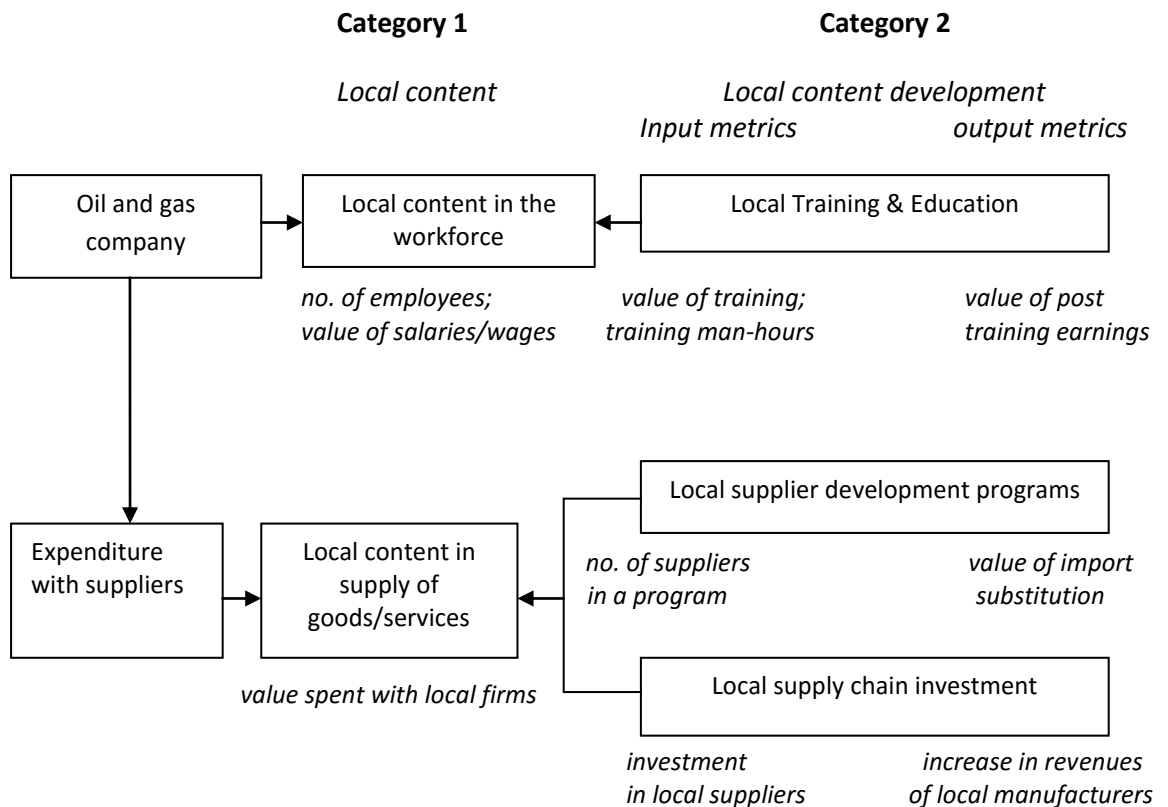 Category 1
Category 2
Local content
Local content development
Input metrics
output metrics
Oil and gas
company
Local content in the
workforce
Local Training & Education
no. of employees;
value of salaries/wages
value of training;
training man-hours
value of post
training earnings
Local supplier development programs
Expenditure
with suppliers
Local content in
supply of
goods/services
no. of suppliers
in a program
value of import
substitution
Local supply chain investment
value spent with local firms
investment
in local suppliers
increase in revenues
of local manufacturers